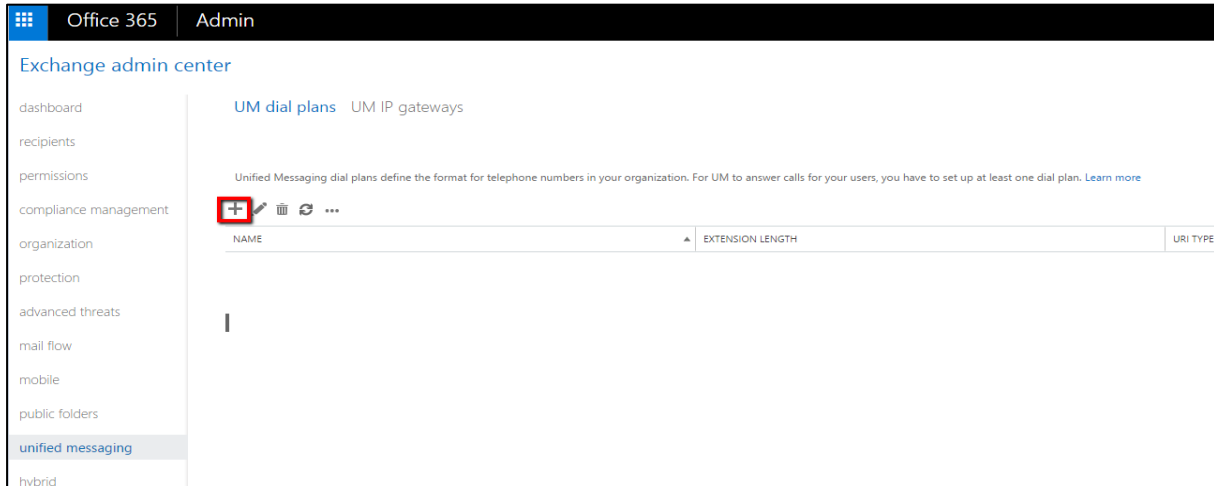 Office 365 Admin
Exchange admin center
dashboard
recipients
permissions
compliance management
organization
protection
advanced threats
mail flow
mobile
public folders
unified messaging
hybrid
UM dial plans UM IP gateways
Unified Messaging dial plans define the format for telephone numbers in your organization. For UM to answer calls for your users, you have to set up at least one dial plan. Learn more
NAME EXTENSION LENGTH URI TYPE